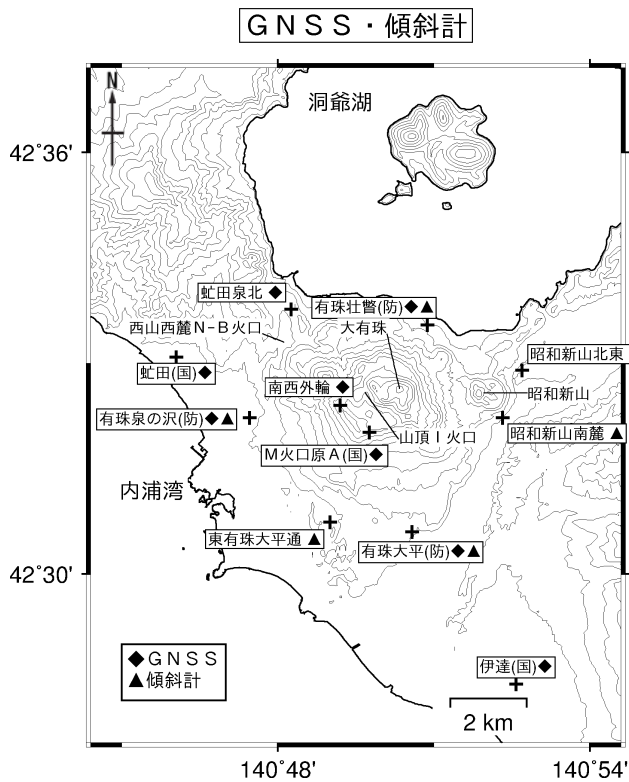 ＧＮＳＳ・傾斜計
N
洞爺湖
42°36'
虻田泉北◆
有珠壮瞥(防)◆▲
西山西麓Ｎ－Ｂ火口
大有珠
昭和新山北東
虻田(国)◆
南西外輪◆
昭和新山
有珠泉の沢(防)◆▲
山頂Ｉ火口
昭和新山南麓▲
Ｍ火口原Ａ(国)◆
内浦湾
東有珠大平通▲
有珠大平(防)◆▲
42°30'
◆ＧＮＳＳ
▲傾斜計
伊達(国)◆
2 km
140°48'
140°54'